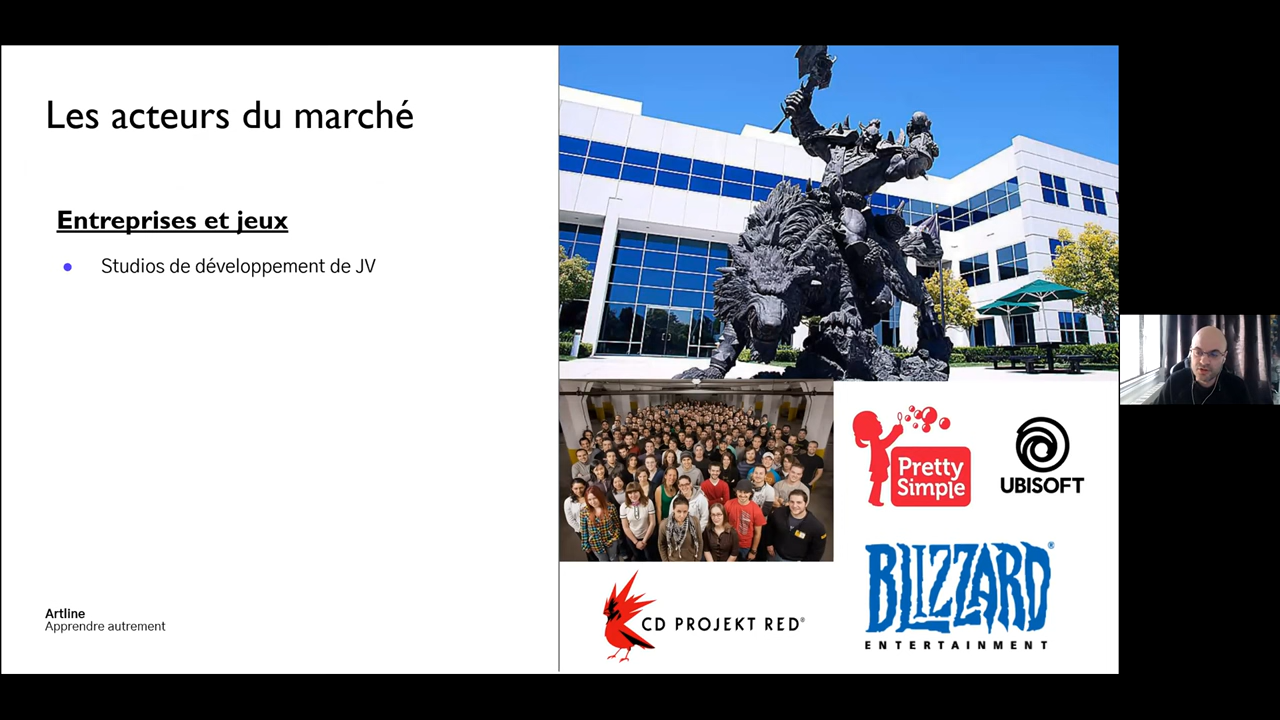 Les acteurs du marché
Entreprises et jeux
Studios de développement de JV
Artline
Apprendre autrement
Pretty
Simple
UBISOFT
BLIZZARD®
ENTERTAINMENT
CD PROJEKT RED®